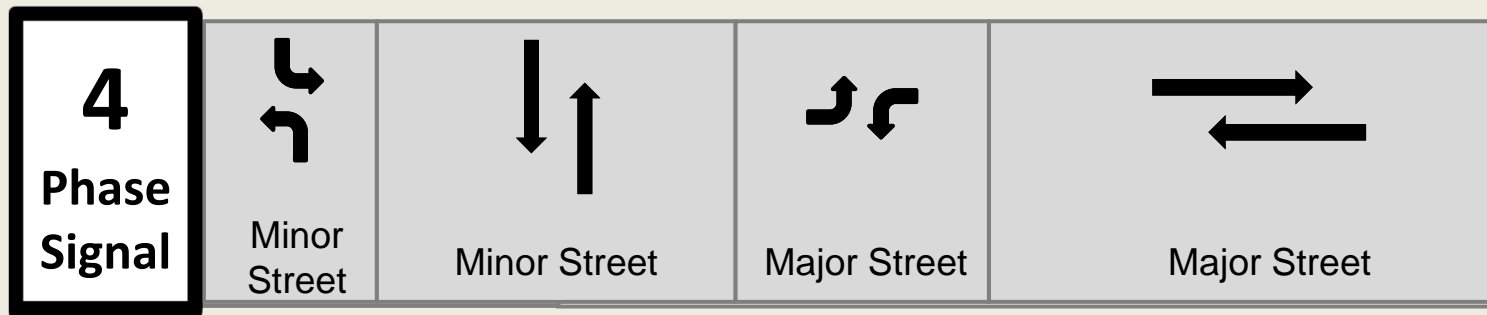 4
Phase
Signal
Minor
Street
Minor Street
Major Street
Major Street